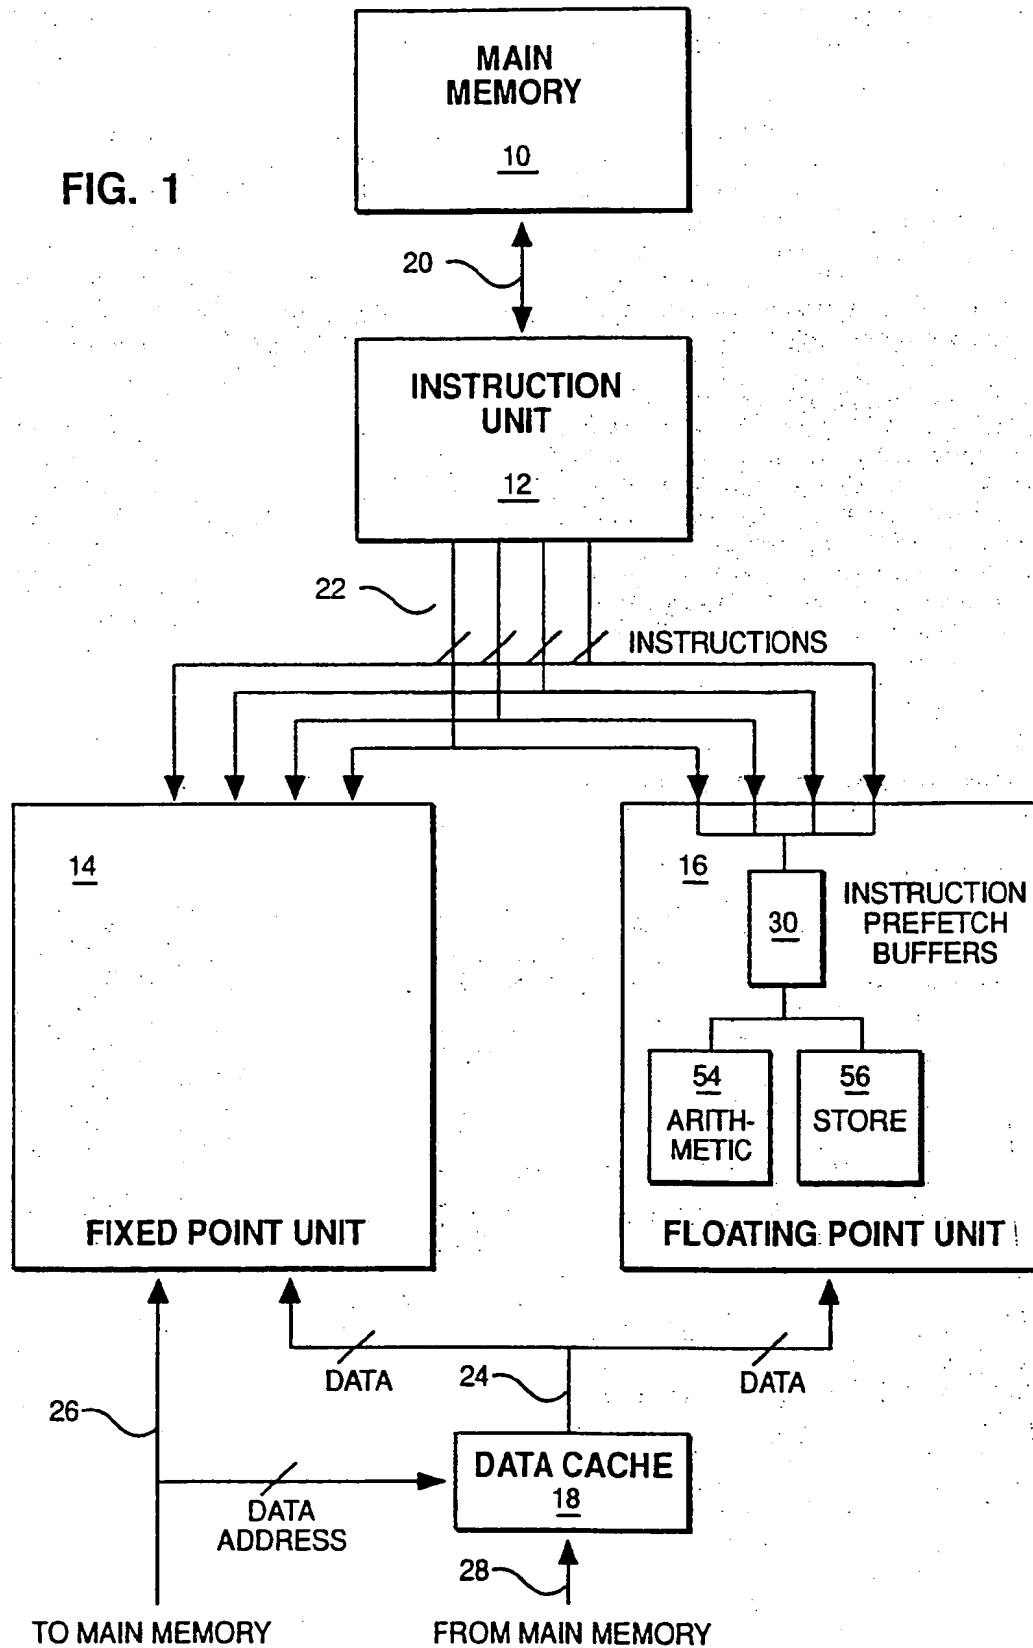 MAIN
MEMORY
10
FIG. 1
20
INSTRUCTION
UNIT
12
22
INSTRUCTIONS
14
16
30
INSTRUCTION
PREFETCH
BUFFERS
54
ARITH-
METIC
56
STORE
FIXED POINT UNIT
FLOATING POINT UNIT
DATA
24
DATA
26
DATA CACHE
18
DATA
ADDRESS
28
TO MAIN MEMORY
FROM MAIN MEMORY